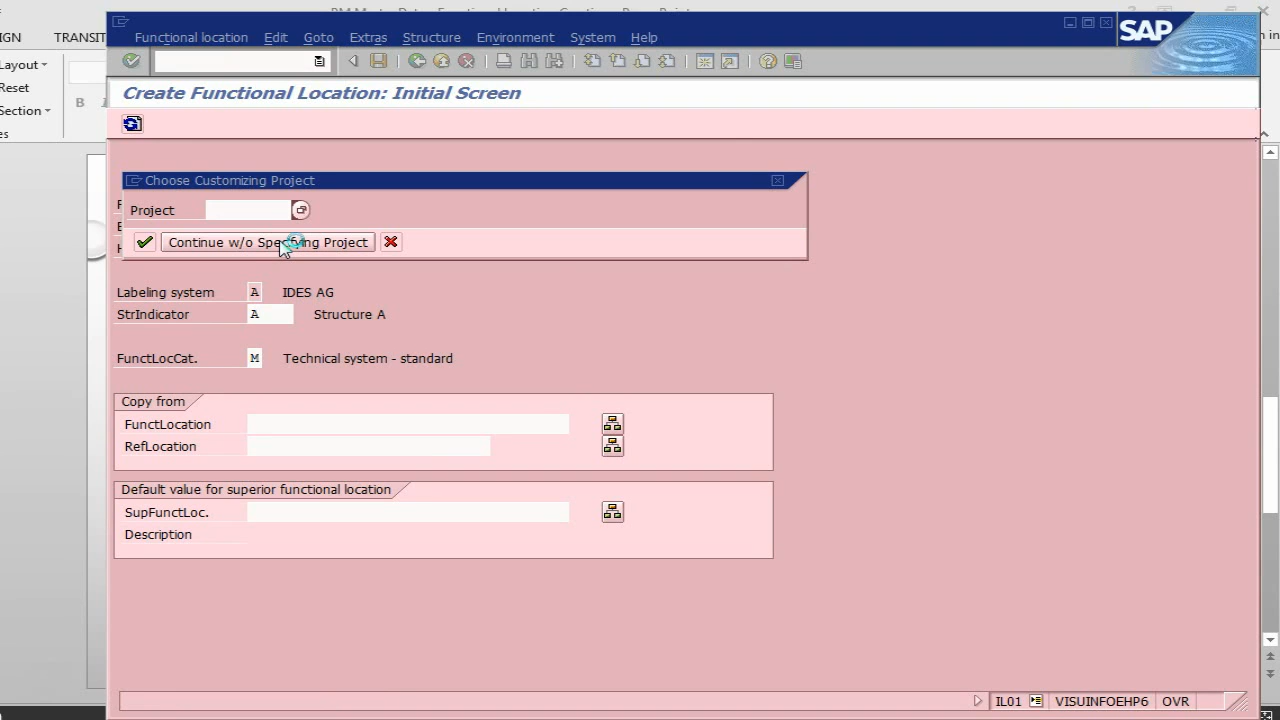 IGN
TRANSIT
Layout
Reset
Section
B
Functional location Edit Goto Extras Structure Environment System Help
SAP
Create Functional Location: Initial Screen
Choose Customizing Project
Project
Continue w/o Specifying Project
Labeling system A IDES AG
StrIndicator A Structure A
FunctLocCat. M Technical system - standard
Copy from
FunctLocation
RefLocation
Default value for superior functional location
SupFunctLoc.
Description
IL01 VISUINFOEHP6 OVR